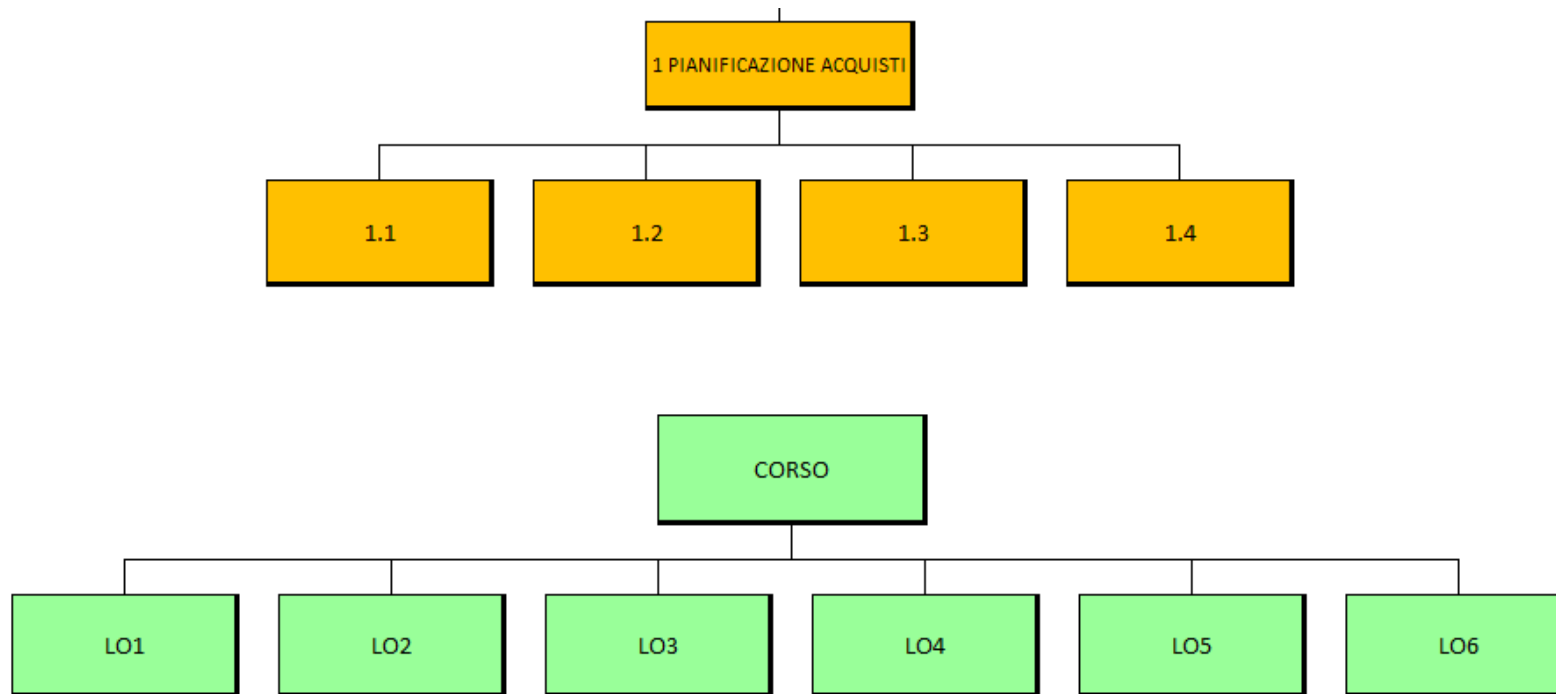 1 PIANIFICAZIONE ACQUISTI
1.1
1.2
1.3
1.4
CORSO
LO1
LO2
LO3
LO4
LO5
LO6